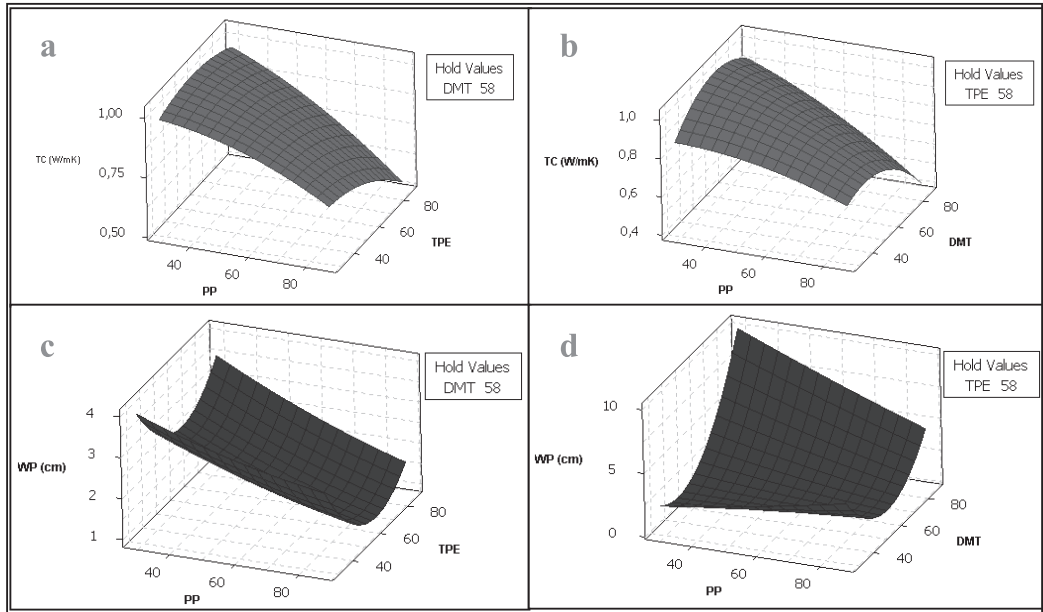 a
Hold Values
DMT 58
1,00
TC (W/mK)
0,75
0,50
40
60
80
PP
40
60
80
TPE
b
Hold Values
TPE 58
1,0
TC (W/mK)
0,8
0,6
0,4
40
60
80
PP
40
60
80
DMT
c
Hold Values
DMT 58
4
3
WP (cm)
2
1
40
60
80
PP
40
60
80
TPE
d
Hold Values
TPE 58
10
WP (cm)
5
0
40
60
80
PP
40
60
80
DMT